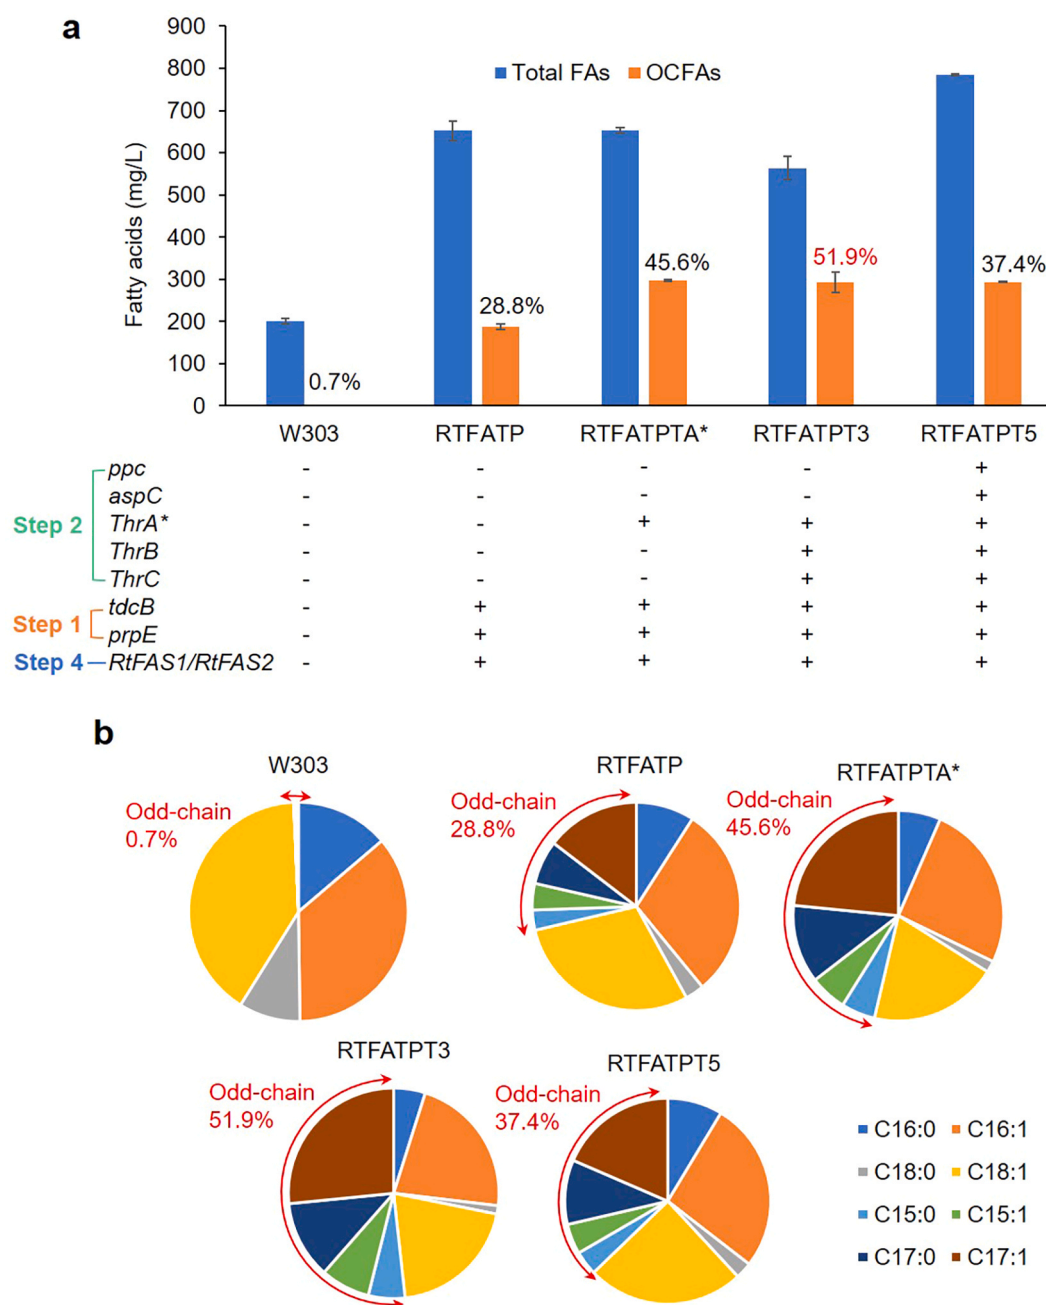 a
900
800
700
600
500
400
300
200
100
0
Fatty acids (mg/L)
Total FAs OCFAs
0.7%
28.8%
45.6%
51.9%
37.4%
W303 RTFATP RTFATPTA* RTFATPT3 RTFATPT5
ppc - - - - +
aspC - - - - +
Step 2 ThrA* - - + + +
ThrB - - - + +
ThrC - - - + +
tdcB - + + + +
Step 1 prpE - + + + +
Step 4 RtFAS1/RtFAS2 - + + + +
b
W303
Odd-chain
0.7%
RTFATP
Odd-chain
28.8%
RTFATPTA*
Odd-chain
45.6%
RTFATPT3
Odd-chain
51.9%
RTFATPT5
Odd-chain
37.4%
C16:0 C16:1
C18:0 C18:1
C15:0 C15:1
C17:0 C17:1